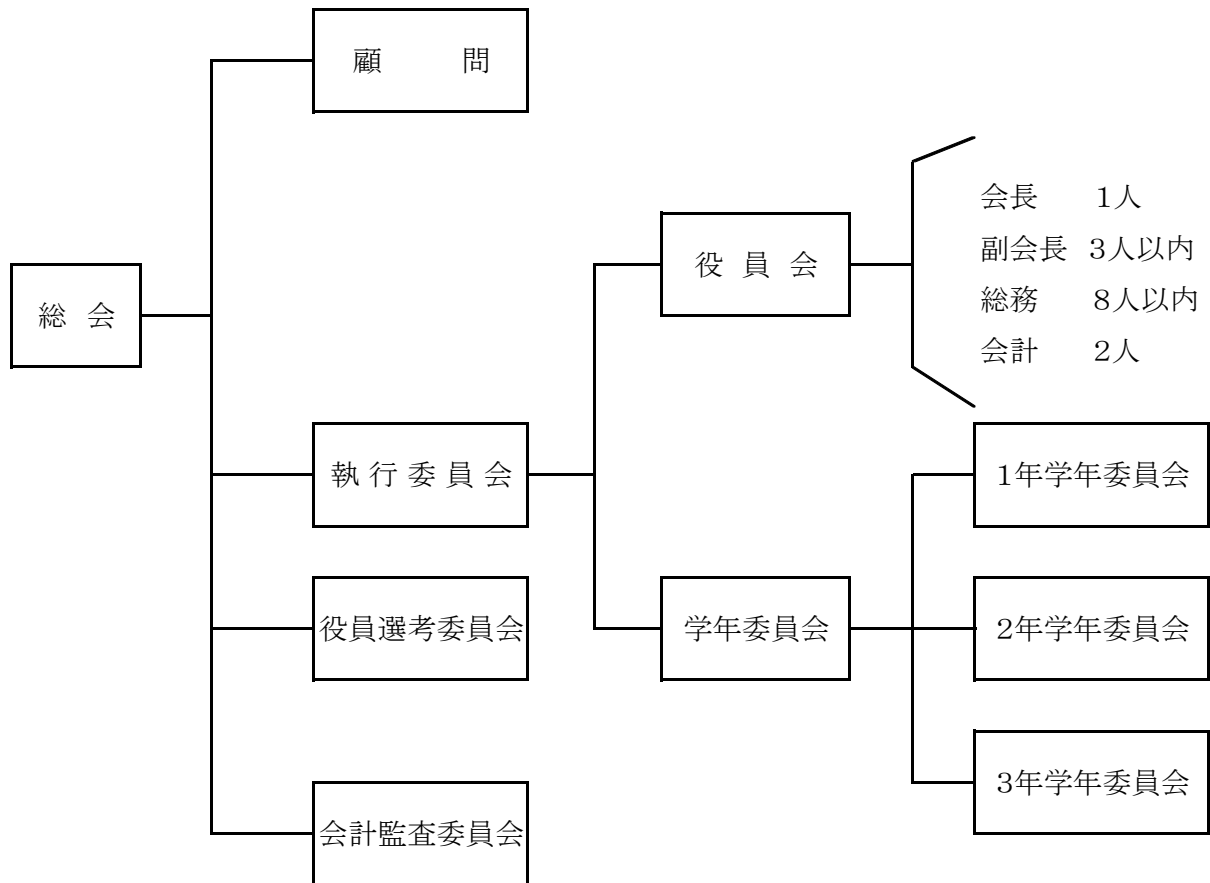 顧　　問
会長　　1人
副会長　3人以内
総務　　8人以内
会計　　2人
役 員 会
総 会
執 行 委 員 会
1年学年委員会
役員選考委員会
学年委員会
2年学年委員会
3年学年委員会
会計監査委員会